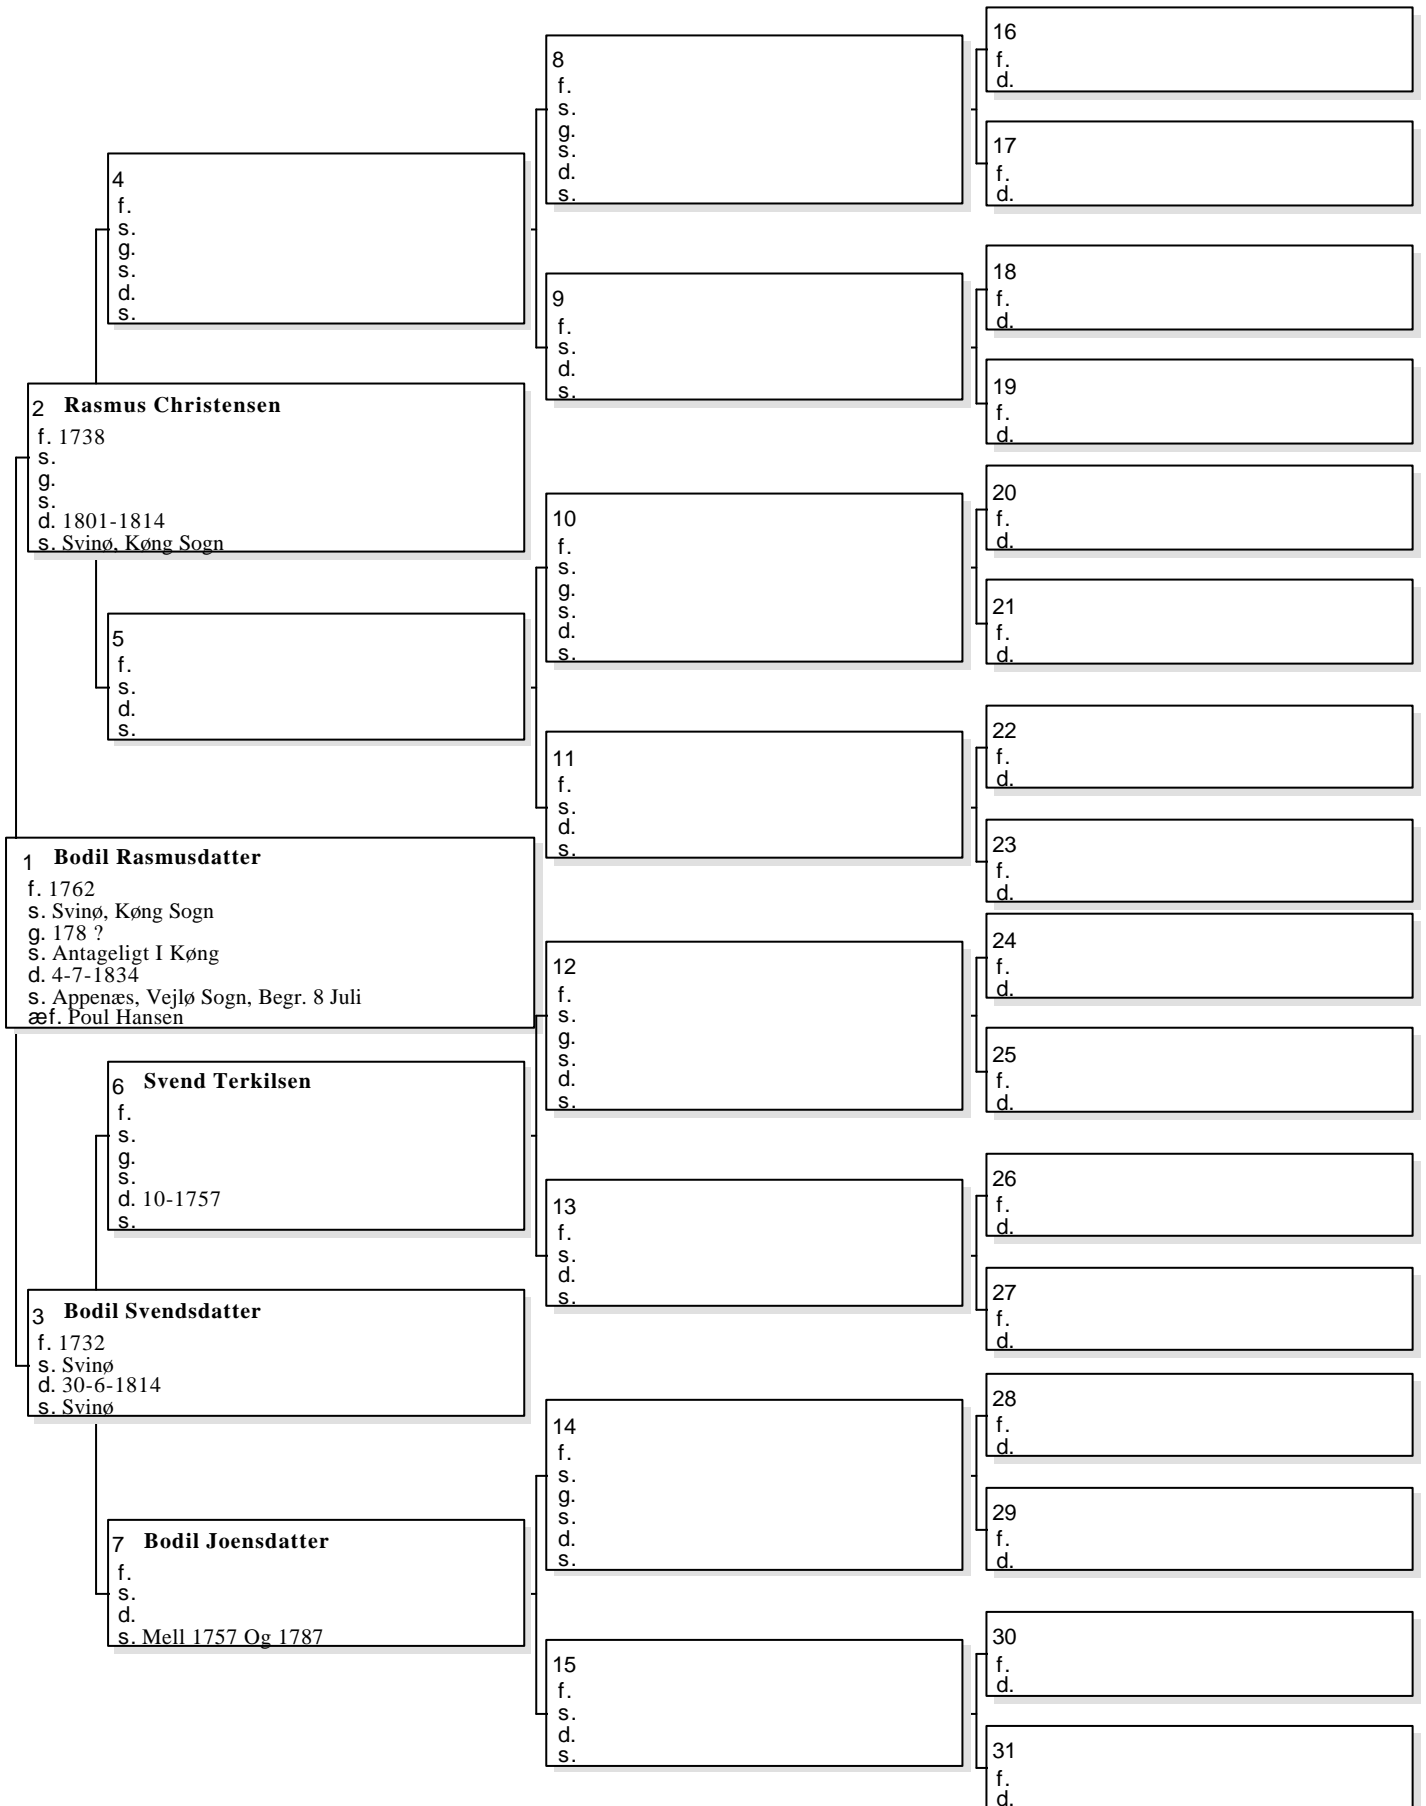 16
f.
d.
8
f.
s.
g.
s.
d.
s.
17
f.
d.
4
f.
s.
g.
s.
d.
s.
18
f.
d.
9
f.
s.
d.
s.
19
f.
d.
2 Rasmus Christensen
f. 1738
s.
g.
s.
d. 1801-1814
s. Svinø, Køng Sogn
20
f.
d.
10
f.
s.
g.
s.
d.
s.
21
f.
d.
5
f.
s.
d.
s.
22
f.
d.
11
f.
s.
d.
s.
23
f.
d.
1 Bodil Rasmusdatter
f. 1762
s. Svinø, Køng Sogn
g. 178 ?
s. Antageligt I Køng
d. 4-7-1834
s. Appenæs, Vejlø Sogn, Begr. 8 Juli
æf. Poul Hansen
24
f.
d.
12
f.
s.
g.
s.
d.
s.
25
f.
d.
6 Svend Terkilsen
f.
s.
g.
s.
d. 10-1757
s.
26
f.
d.
13
f.
s.
d.
s.
27
f.
d.
3 Bodil Svendsdatter
f. 1732
s. Svinø
d. 30-6-1814
s. Svinø
28
f.
d.
14
f.
s.
g.
s.
d.
s.
29
f.
d.
7 Bodil Joensdatter
f.
s.
d.
s. Mell 1757 Og 1787
30
f.
d.
15
f.
s.
d.
s.
31
f.
d.